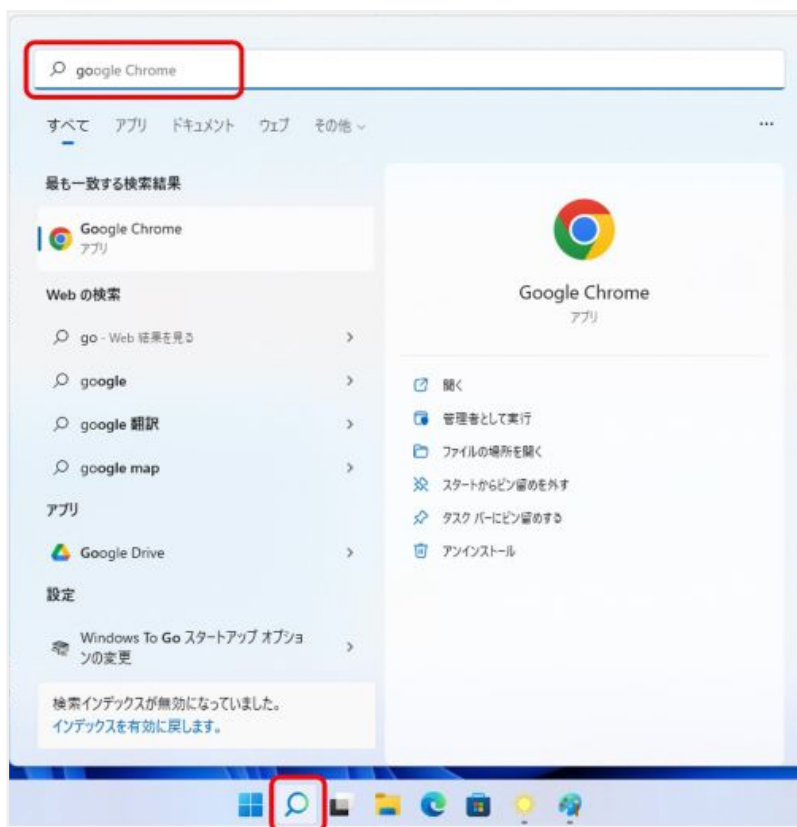 google Chrome
すべて アプリ ドキュメント ウェブ その他
最も一致する検索結果
Google Chrome
アプリ
Web の検索
go - Web 結果を見る
google
google 翻訳
google map
アプリ
Google Drive
設定
Windows To Go スタートアップ オプショ
ンの変更
検索インデックスが無効になっていました。
インデックスを有効に戻します。
Google Chrome
アプリ
開く
管理者として実行
ファイルの場所を開く
スタートからピン留めを外す
タスク バーにピン留めする
アンインストール